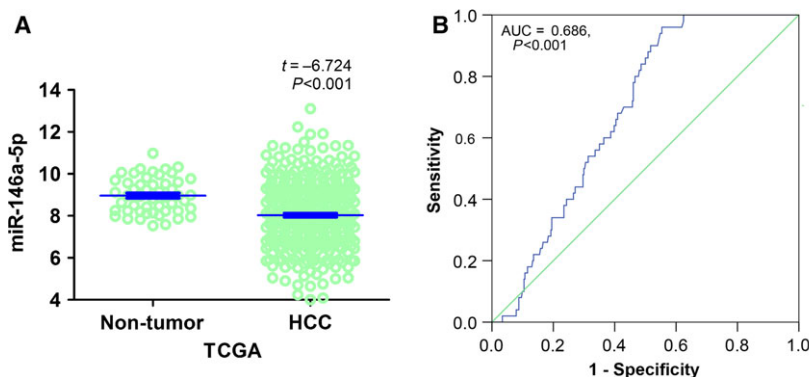 A
t = –6.724
P<0.001
miR-146a-5p
14
12
10
8
6
4
Non-tumor
HCC
TCGA
B
AUC = 0.686,
P<0.001
Sensitivity
1.0
0.8
0.6
0.4
0.2
0.0
0.0
0.2
0.4
0.6
0.8
1.0
1 - Specificity